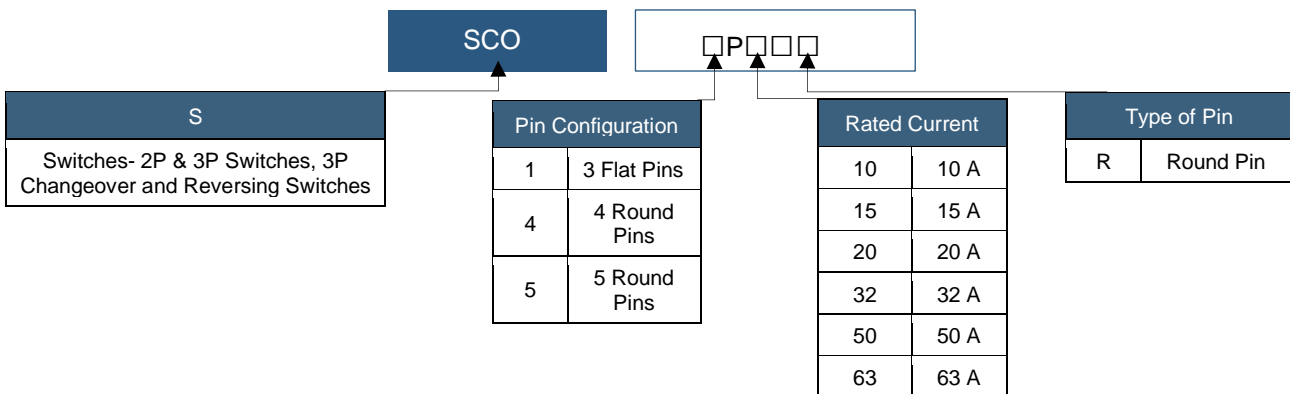 SCO
□P□□□
S
Switches- 2P & 3P Switches, 3P
Changeover and Reversing Switches
Pin Configuration
1 3 Flat Pins
4 4 Round
Pins
5 5 Round
Pins
Rated Current
10 10 A
15 15 A
20 20 A
32 32 A
50 50 A
63 63 A
Type of Pin
R Round Pin